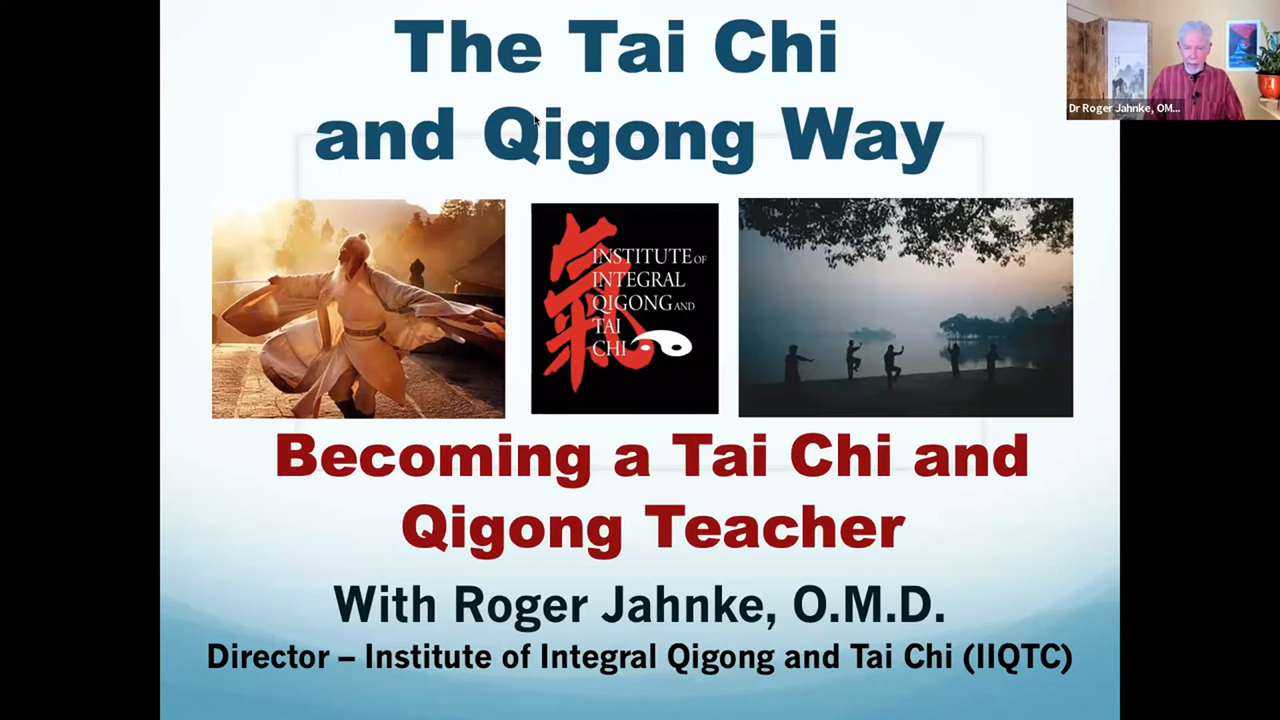 The Tai Chi
and Qigong Way
Dr Roger Jahnke, OM...
氣
INSTITUTE OF
INTEGRAL
QIGONG AND
TAI
CHI
Becoming a Tai Chi and
Qigong Teacher
With Roger Jahnke, O.M.D.
Director – Institute of Integral Qigong and Tai Chi (IIQTC)